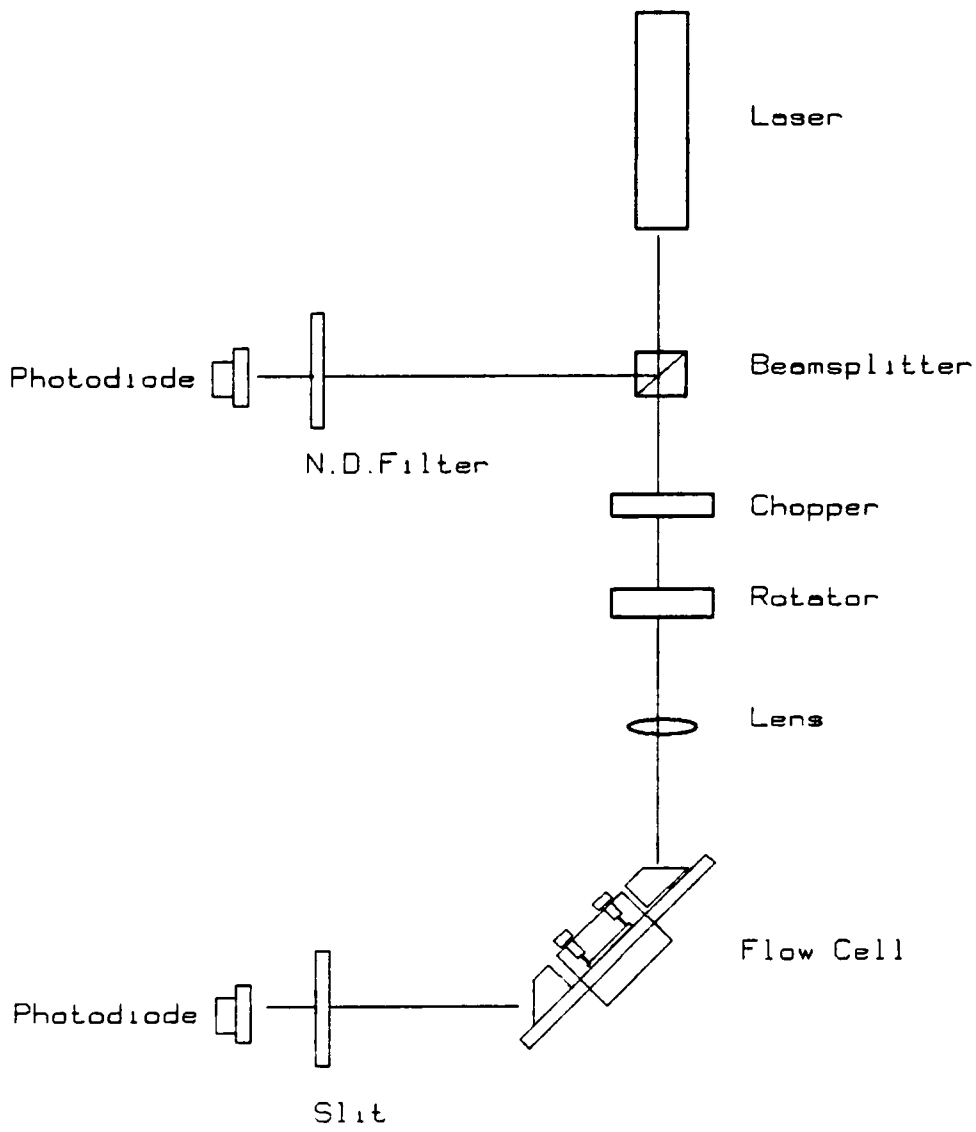 Laser
Photodiode
Beamsplitter
N.D.Filter
Chopper
Rotator
Lens
Flow Cell
Photodiode
Slit